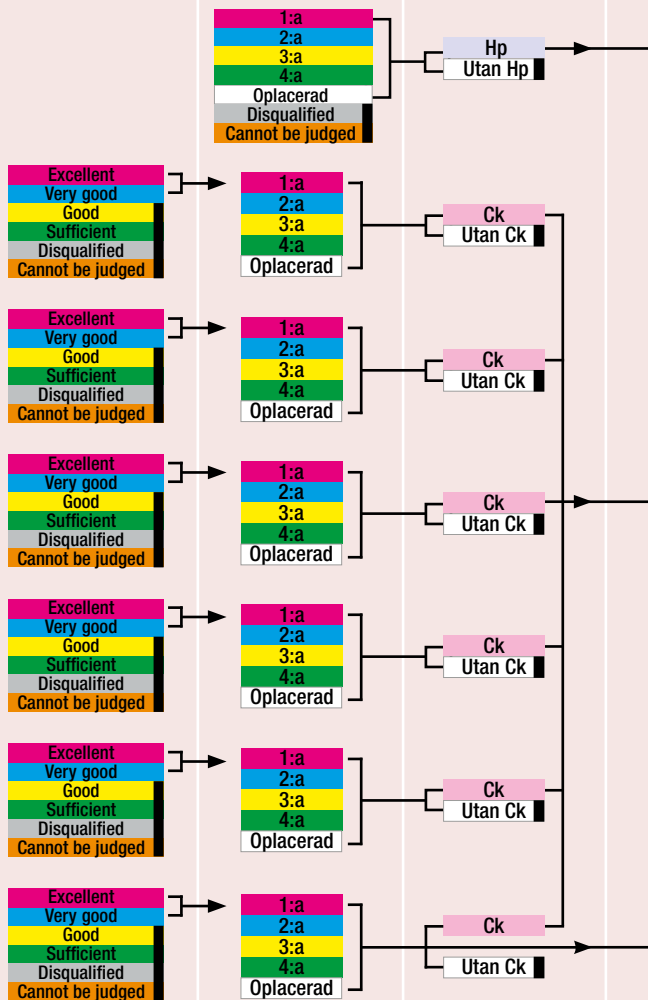 1:a
2:a
3:a
4:a
Oplacerad
Disqualified
Cannot be judged
Hp
Utan Hp
Excellent
Very good
Good
Sufficient
Disqualified
Cannot be judged
1:a
2:a
3:a
4:a
Oplacerad
Ck
Utan Ck
Excellent
Very good
Good
Sufficient
Disqualified
Cannot be judged
1:a
2:a
3:a
4:a
Oplacerad
Ck
Utan Ck
Excellent
Very good
Good
Sufficient
Disqualified
Cannot be judged
1:a
2:a
3:a
4:a
Oplacerad
Ck
Utan Ck
Excellent
Very good
Good
Sufficient
Disqualified
Cannot be judged
1:a
2:a
3:a
4:a
Oplacerad
Ck
Utan Ck
Excellent
Very good
Good
Sufficient
Disqualified
Cannot be judged
1:a
2:a
3:a
4:a
Oplacerad
Ck
Utan Ck
Excellent
Very good
Good
Sufficient
Disqualified
Cannot be judged
1:a
2:a
3:a
4:a
Oplacerad
Ck
Utan Ck